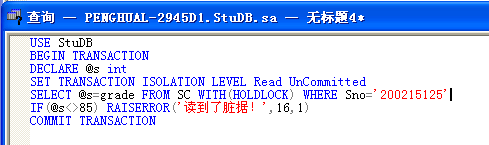 查询 — PENGHUAL-2945D1.StuDB.sa — 无标题4*
USE StuDB
BEGIN TRANSACTION
DECLARE @s int
SET TRANSACTION ISOLATION LEVEL Read UnCommitted
SELECT @s=grade FROM SC WITH(HOLDLOCK) WHERE Sno='200215125'
IF(@s<>85) RAISERROR('读到了脏据！',16,1)
COMMIT TRANSACTION